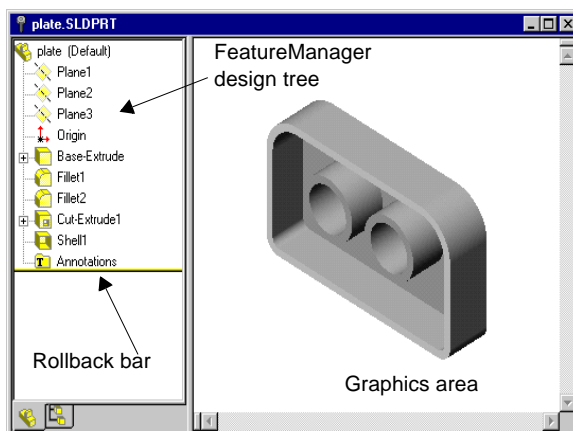 plate.SLDPRT
plate (Default)
Plane1
Plane2
Plane3
Origin
Base-Extrude
Fillet1
Fillet2
Cut-Extrude1
Shell1
Annotations
FeatureManager
design tree
Rollback bar
Graphics area